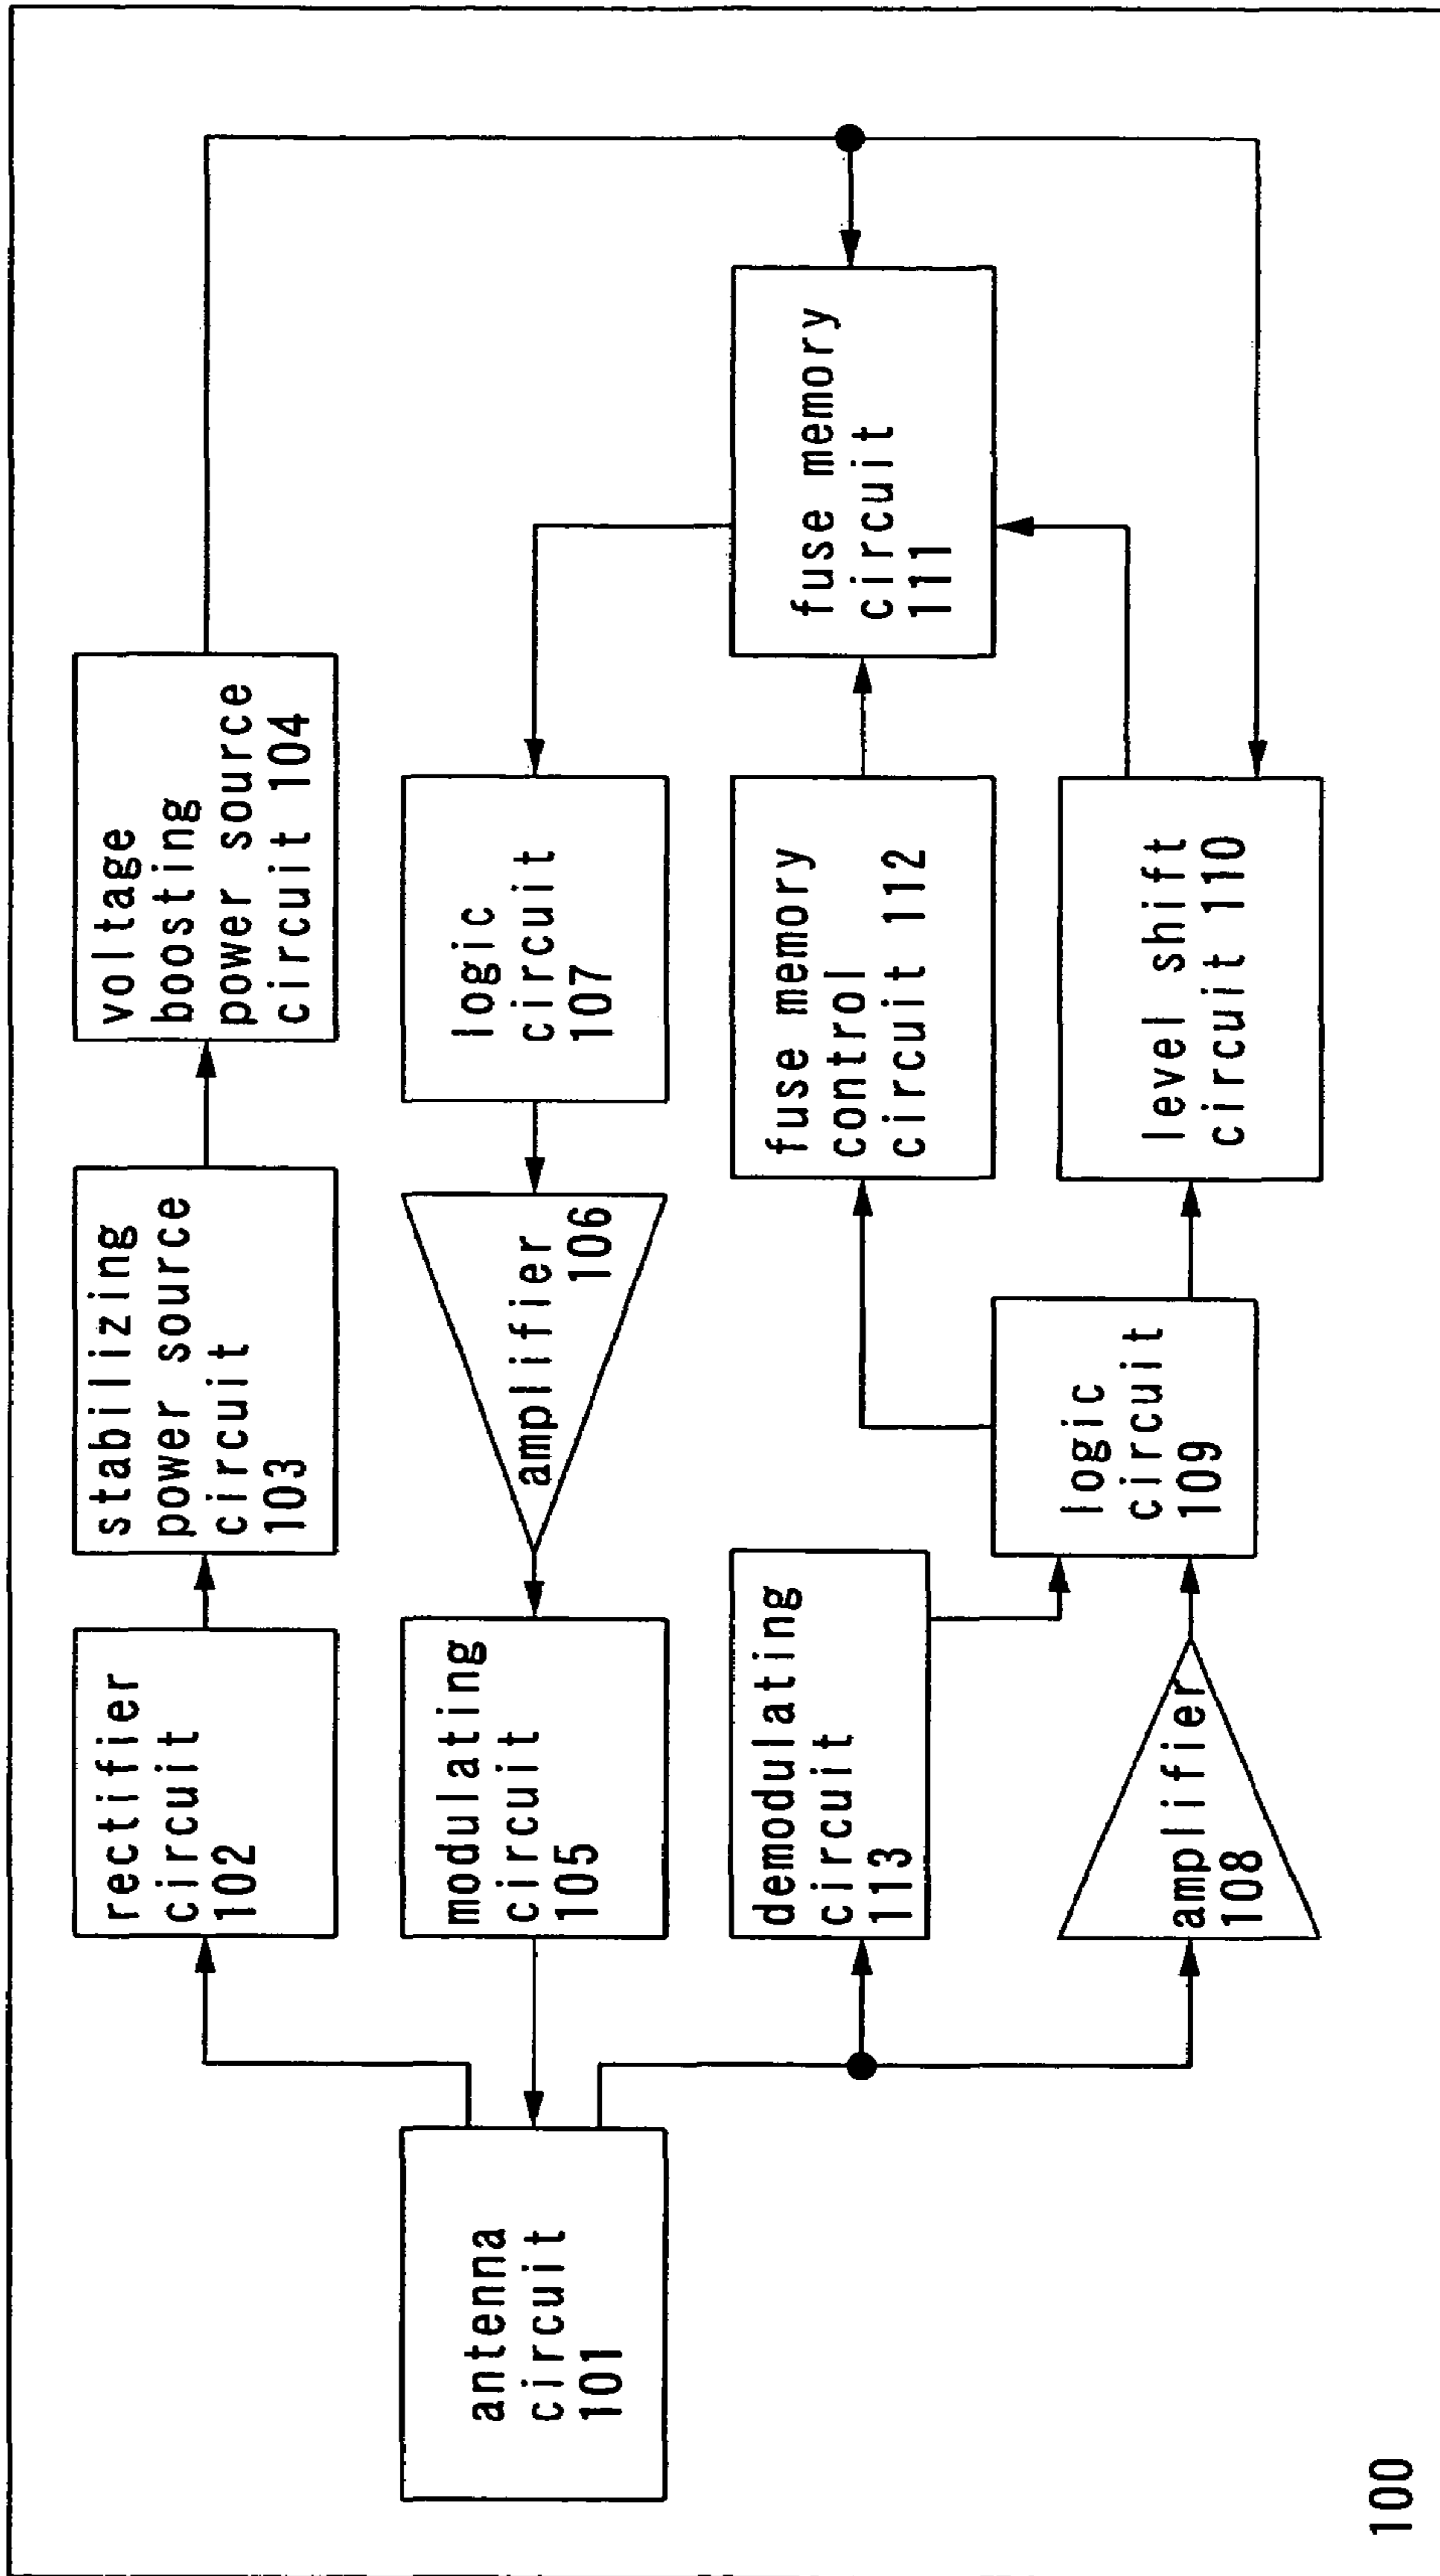 rectifier
circuit
102
stabilizing
power source
circuit
103
voltage
boosting
power source
circuit 104
antenna
circuit
101
modulating
circuit
105
amplifier
106
logic
circuit
107
demodulating
circuit
113
fuse memory
control
circuit 112
fuse memory
circuit
111
amplifier
108
logic
circuit
109
level shift
circuit 110
100